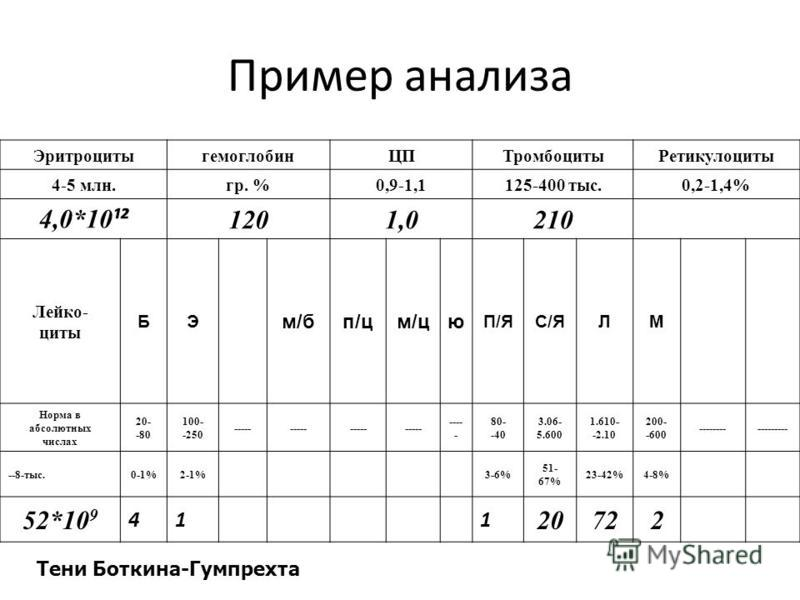 Пример анализа
Эритроциты гемоглобин ЦП Тромбоциты Ретикулоциты
4-5 млн. гр. % 0,9-1,1 125-400 тыс. 0,2-1,4%
4,0*10¹² 120 1,0 210
Лейко-
циты
Б Э м/б п/ц м/ц ю П/Я С/Я Л М
Норма в
абсолютных
числах
20-
-80
100-
-250
----- ----- ----- -----
----
-
80-
-40
3.06-
5.600
1.610-
-2.10
200-
-600
-------- ---------
--8-тыс. 0-1% 2-1% 3-6%
51-
67%
23-42% 4-8%
52*10⁹ 4 1 1 20 72 2
Тени Боткина-Гумпрехта
MyShared